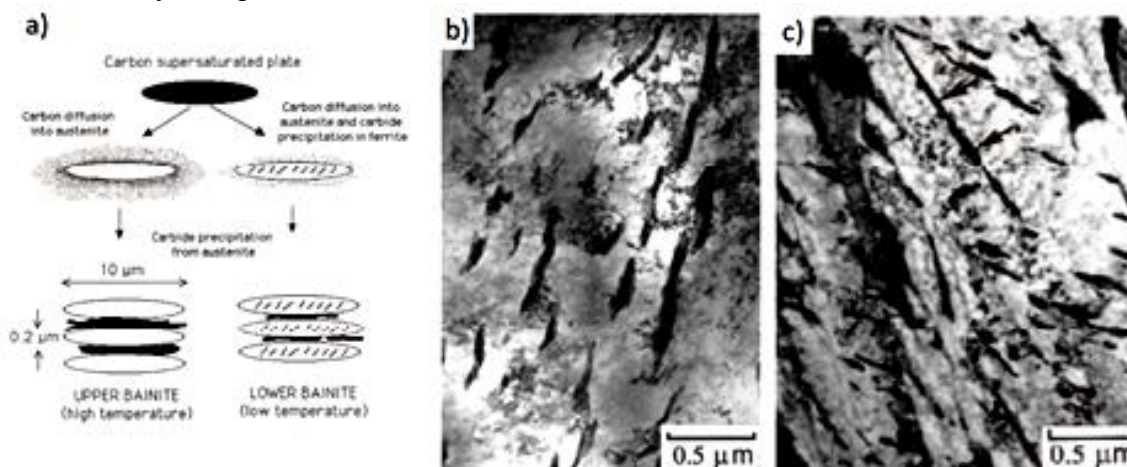 a)
Carbon supersaturated plate
Carbon diffusion
into austenite
Carbon diffusion into
austenite and carbide
precipitation in ferrite
Carbide precipitation
from austenite
10 µm
0.2 µm
UPPER BAINITE
(high temperature)
LOWER BAINITE
(low temperature)
b)
0.5 µm
c)
0.5 µm